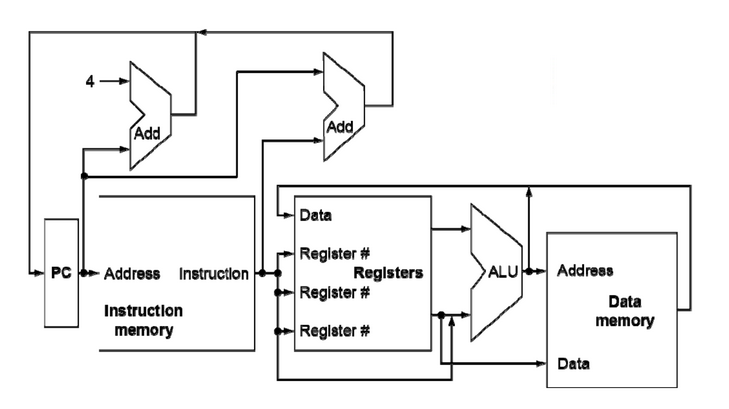 4
Add
Add
PC
Address
Instruction
Instruction
memory
Data
Register #
Registers
Register #
Register #
ALU
Address
Data
memory
Data